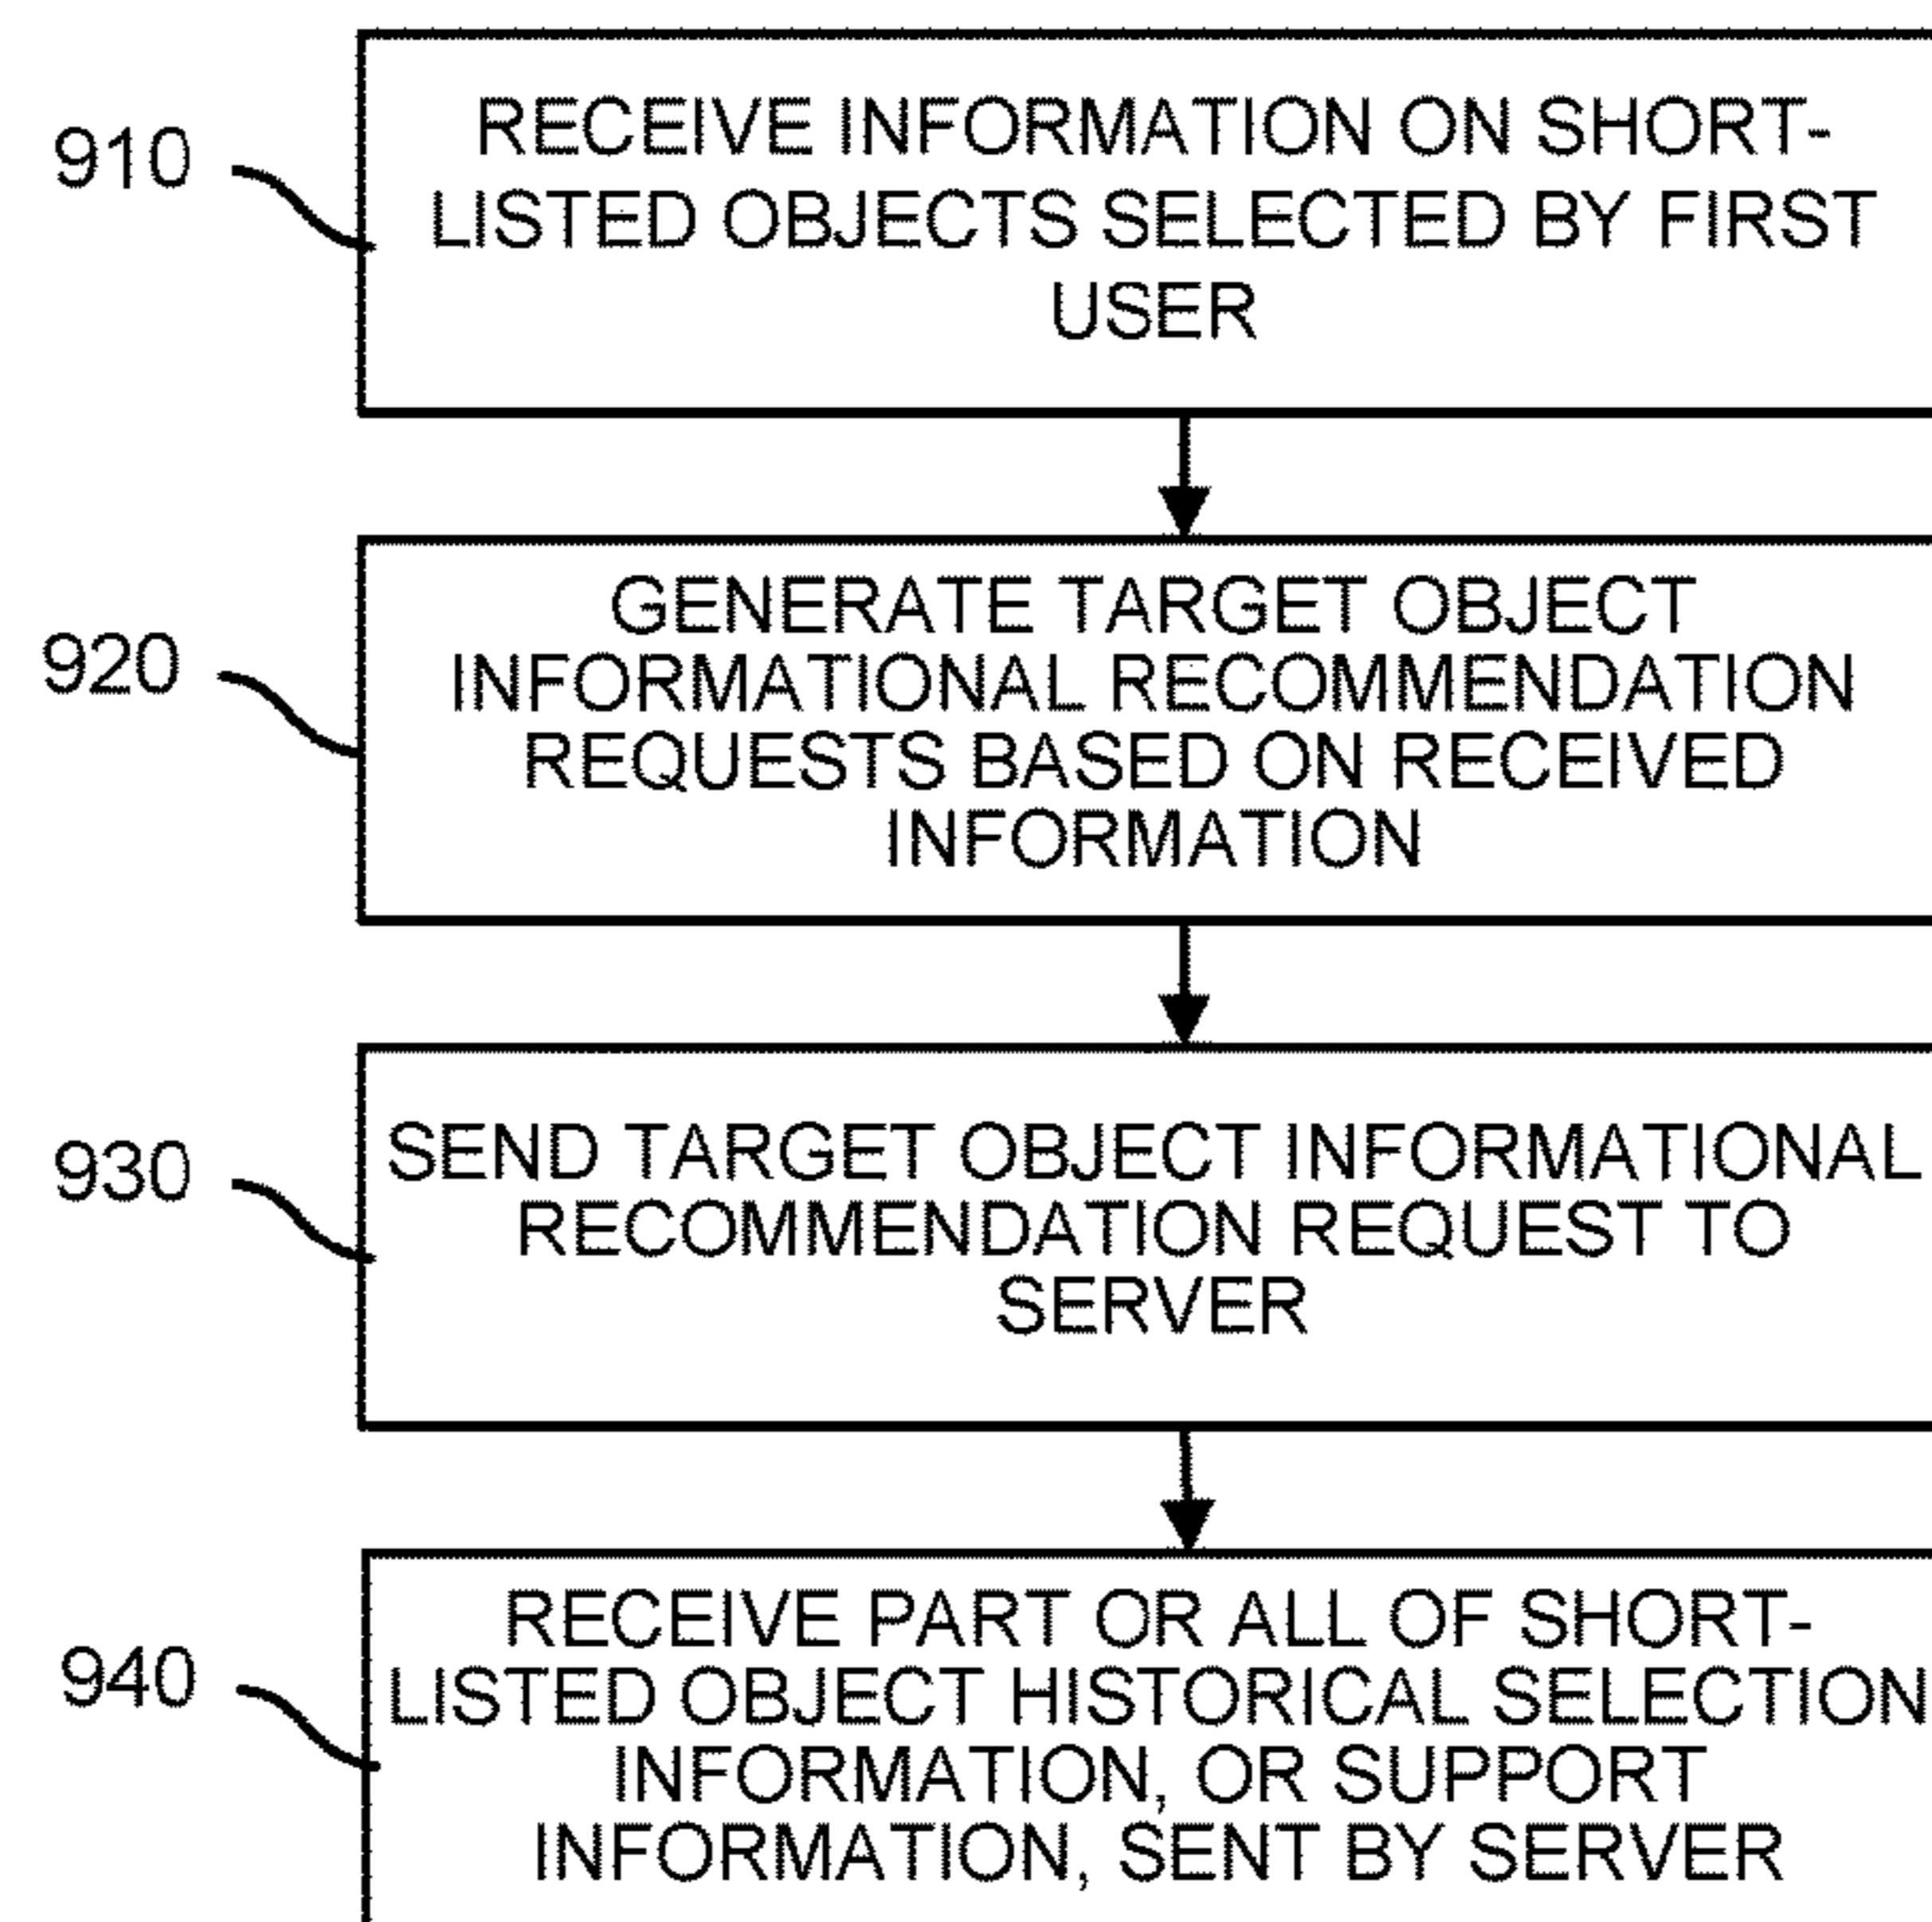 910
RECEIVE INFORMATION ON SHORT-
LISTED OBJECTS SELECTED BY FIRST
USER
920
GENERATE TARGET OBJECT
INFORMATIONAL RECOMMENDATION
REQUESTS BASED ON RECEIVED
INFORMATION
930
SEND TARGET OBJECT INFORMATIONAL
RECOMMENDATION REQUEST TO
SERVER
940
RECEIVE PART OR ALL OF SHORT-
LISTED OBJECT HISTORICAL SELECTION
INFORMATION, OR SUPPORT
INFORMATION, SENT BY SERVER